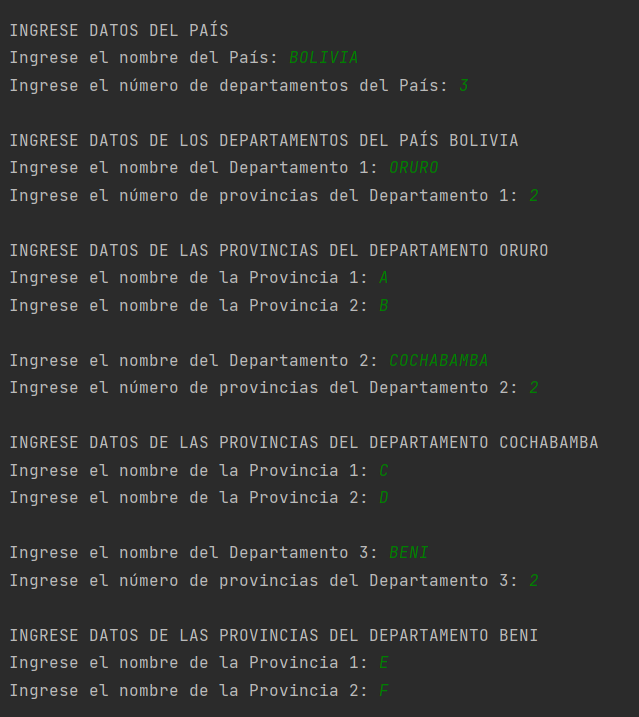 INGRESE DATOS DEL PAÍS
Ingrese el nombre del País: BOLIVIA
Ingrese el número de departamentos del País: 3
INGRESE DATOS DE LOS DEPARTAMENTOS DEL PAÍS BOLIVIA
Ingrese el nombre del Departamento 1: ORURO
Ingrese el número de provincias del Departamento 1: 2
INGRESE DATOS DE LAS PROVINCIAS DEL DEPARTAMENTO ORURO
Ingrese el nombre de la Provincia 1: A
Ingrese el nombre de la Provincia 2: B
Ingrese el nombre del Departamento 2: COCHABAMBA
Ingrese el número de provincias del Departamento 2: 2
INGRESE DATOS DE LAS PROVINCIAS DEL DEPARTAMENTO COCHABAMBA
Ingrese el nombre de la Provincia 1: C
Ingrese el nombre de la Provincia 2: D
Ingrese el nombre del Departamento 3: BENI
Ingrese el número de provincias del Departamento 3: 2
INGRESE DATOS DE LAS PROVINCIAS DEL DEPARTAMENTO BENI
Ingrese el nombre de la Provincia 1: E
Ingrese el nombre de la Provincia 2: F